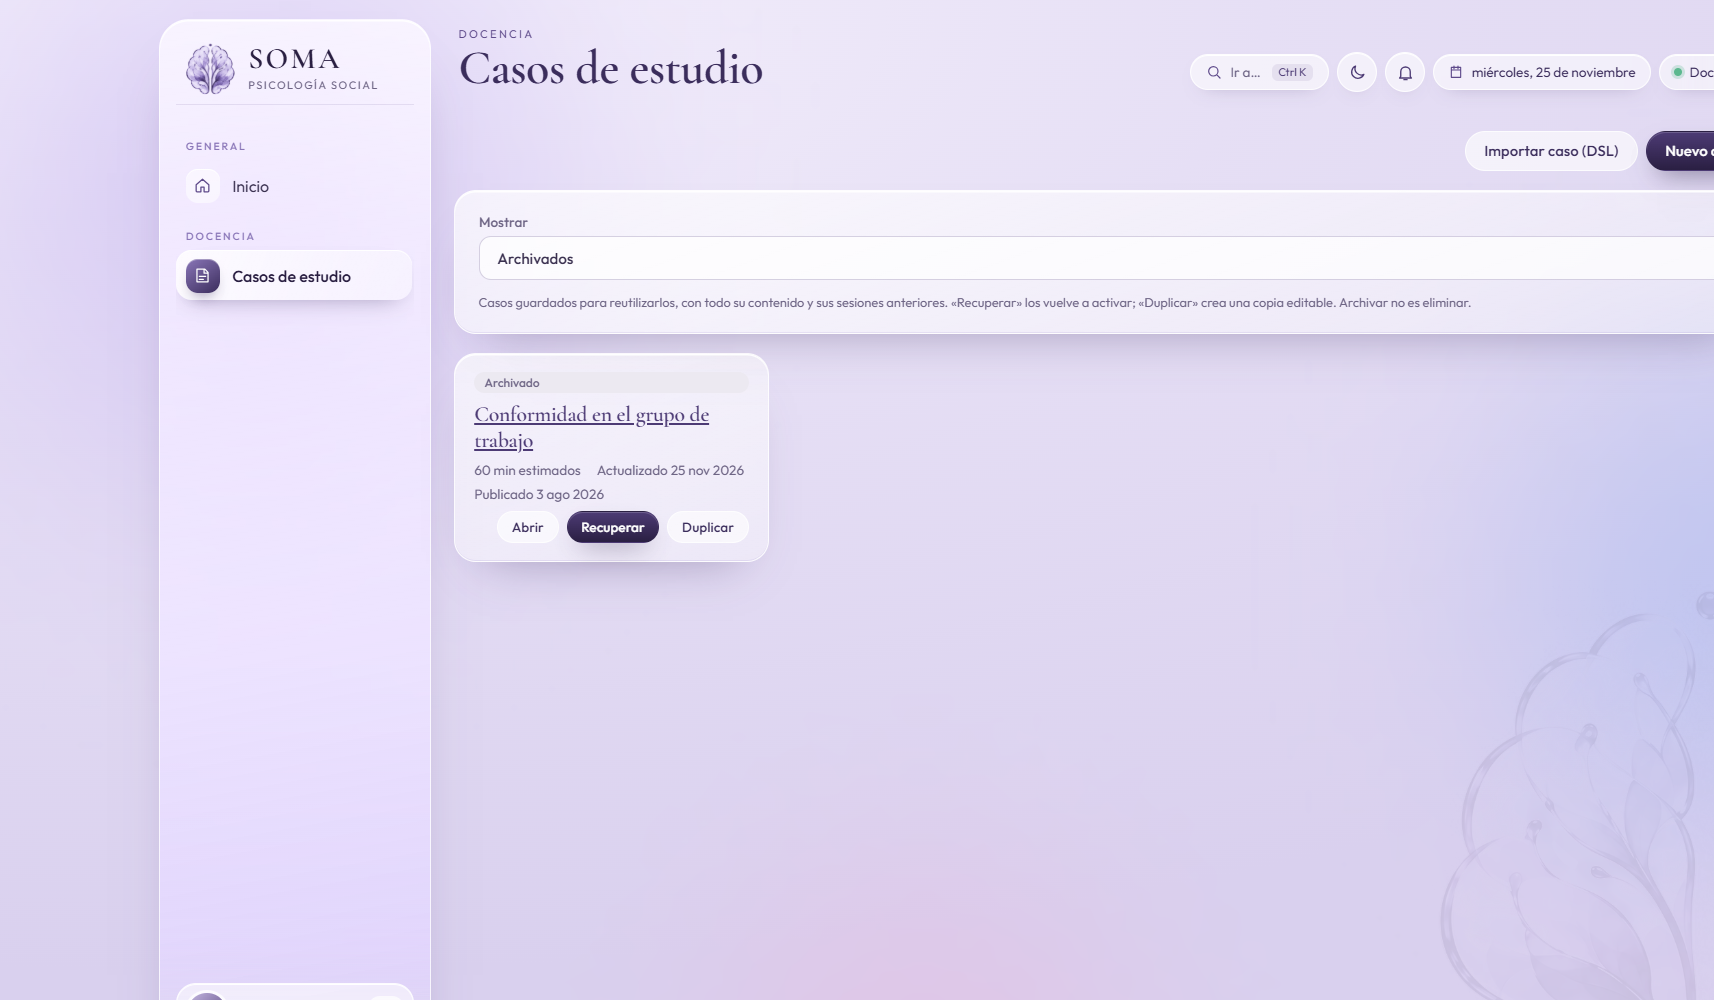 SOMA
PSICOLOGÍA SOCIAL
GENERAL
Inicio
DOCENCIA
Casos de estudio
DOCENCIA
Casos de estudio
Ir a... Ctrl K
miércoles, 25 de noviembre
Importar caso (DSL)
Nuevo
Mostrar
Archivados
Casos guardados para reutilizarlos, con todo su contenido y sus sesiones anteriores. «Recuperar» los vuelve a activar; «Duplicar» crea una copia editable. Archivar no es eliminar.
Archivado
Conformidad en el grupo de
trabajo
60 min estimados Actualizado 25 nov 2026
Publicado 3 ago 2026
Abrir Recuperar Duplicar